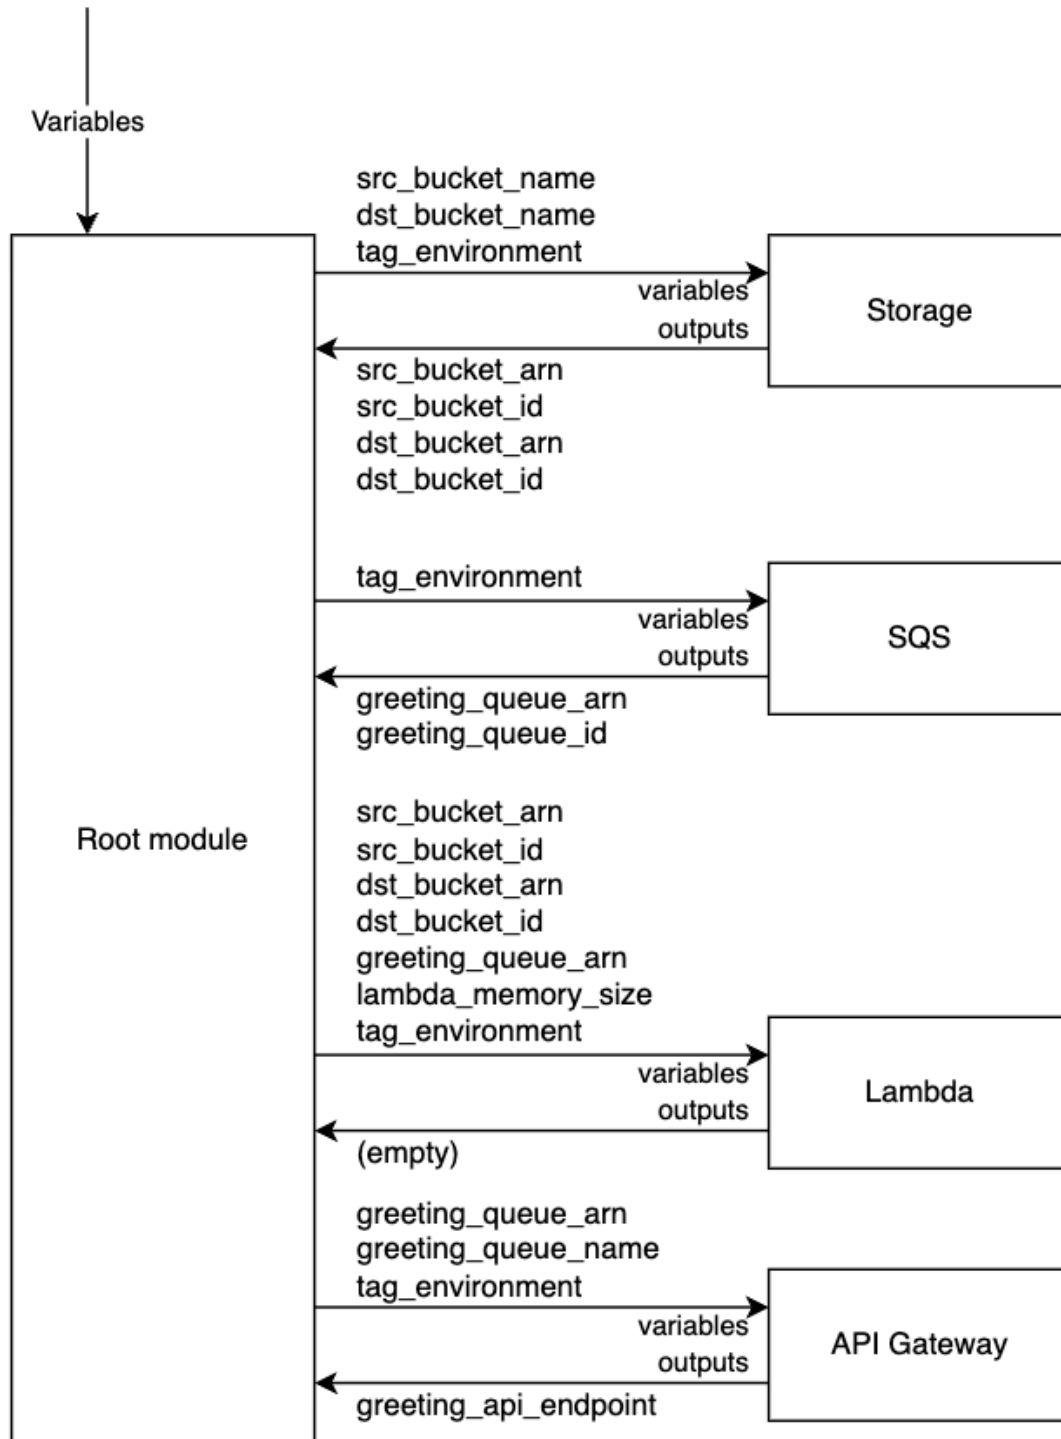 Variables
src_bucket_name
dst_bucket_name
tag_environment
variables
Storage
outputs
src_bucket_arn
src_bucket_id
dst_bucket_arn
dst_bucket_id
tag_environment
variables
SQS
outputs
greeting_queue_arn
greeting_queue_id
Root module
src_bucket_arn
src_bucket_id
dst_bucket_arn
dst_bucket_id
greeting_queue_arn
lambda_memory_size
tag_environment
variables
Lambda
outputs
(empty)
greeting_queue_arn
greeting_queue_name
tag_environment
variables
API Gateway
outputs
greeting_api_endpoint